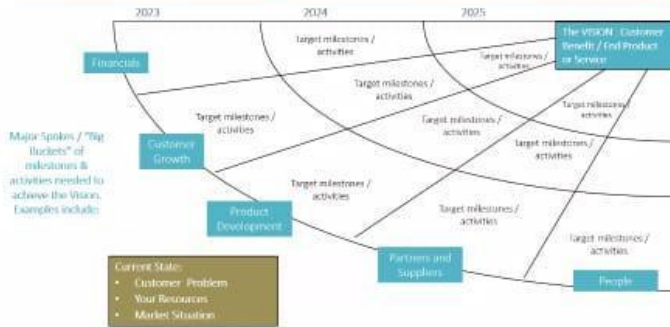 2023
2024
2025
The VISION: Customer
Benefit / End Product
or Service
Financials
Target milestones /
activities
Target milestones /
activities
Target milestones /
activities
Target milestones /
activities
Target milestones /
activities
Target milestones /
activities
Target milestones /
activities
Target milestones /
activities
Target milestones /
activities
Target milestones /
activities
Major Spokes / "Big
Buckets" of
milestones &
activities needed to
achieve the Vision.
Examples include:
Customer
Growth
Product
Development
Partners and
Suppliers
People
Current State:
• Customer Problem
• Your Resources
• Market Situation